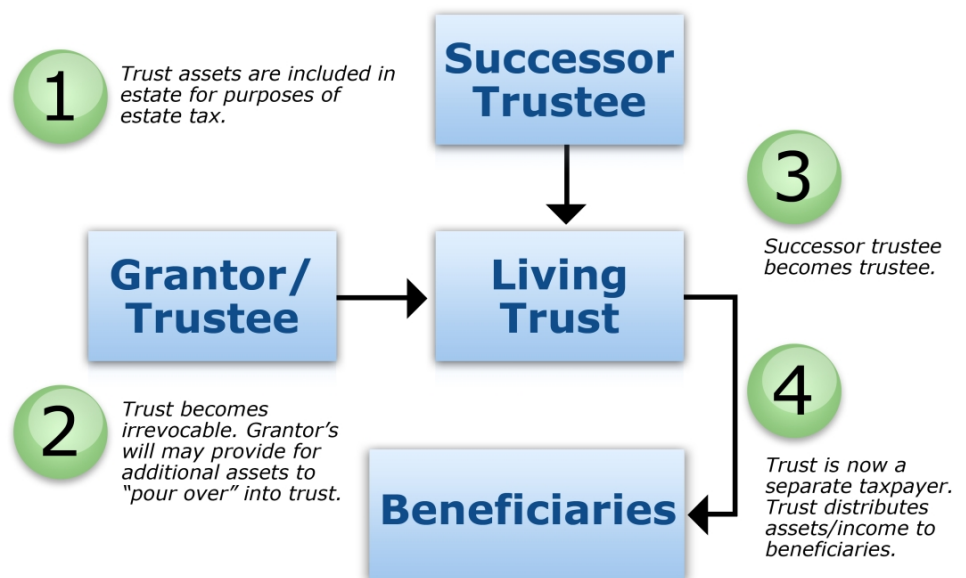 1
Trust assets are included in
estate for purposes of
estate tax.
Successor
Trustee
3
Successor trustee
becomes trustee.
Grantor/
Trustee
Living
Trust
2
Trust becomes
irrevocable. Grantor's
will may provide for
additional assets to
“pour over” into trust.
4
Trust is now a
separate taxpayer.
Trust distributes
assets/income to
beneficiaries.
Beneficiaries